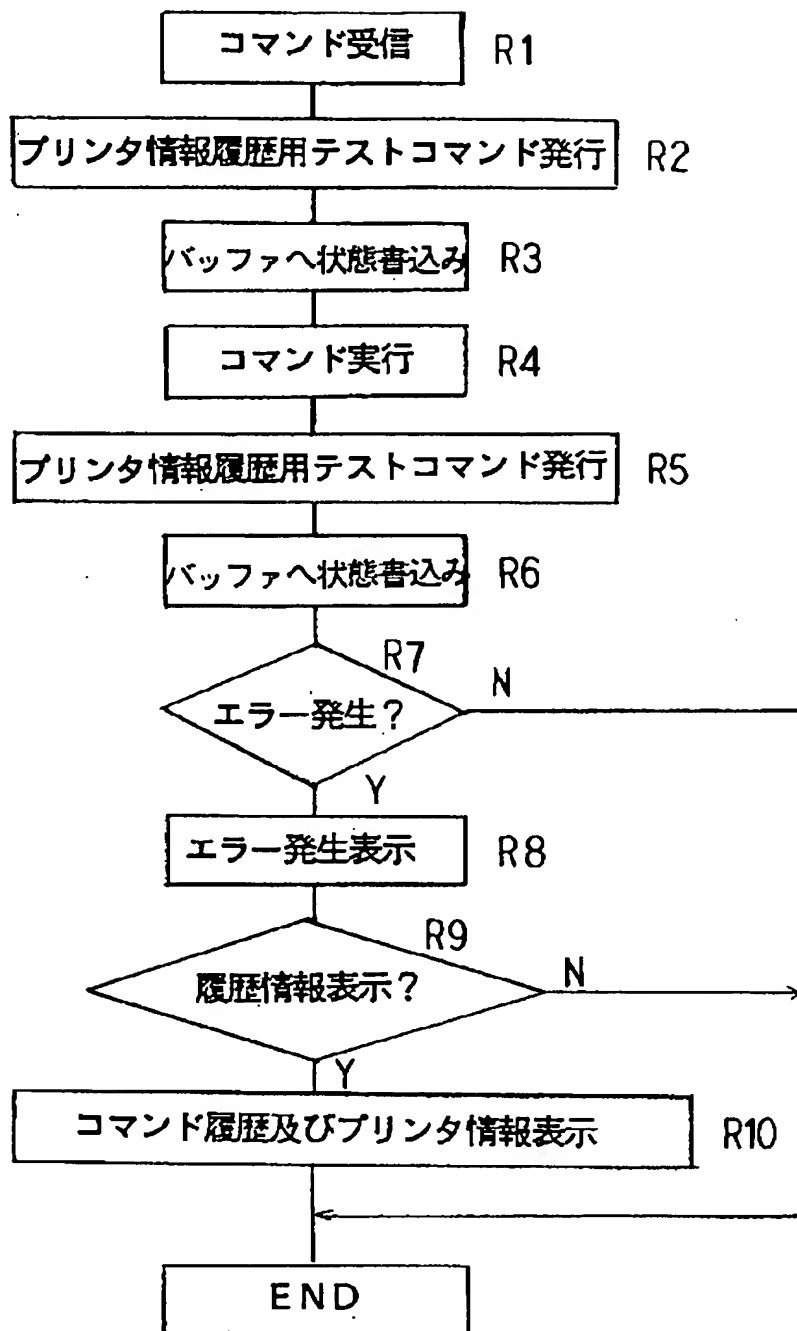 コマンド受信 R1
プリンタ情報履歴用テストコマンド発行 R2
バッファへ状態書込み R3
コマンド実行 R4
プリンタ情報履歴用テストコマンド発行 R5
バッファへ状態書込み R6
R7
エラー発生? N
Y
エラー発生表示 R8
R9
履歴情報表示? N
Y
コマンド履歴及びプリンタ情報表示 R10
END